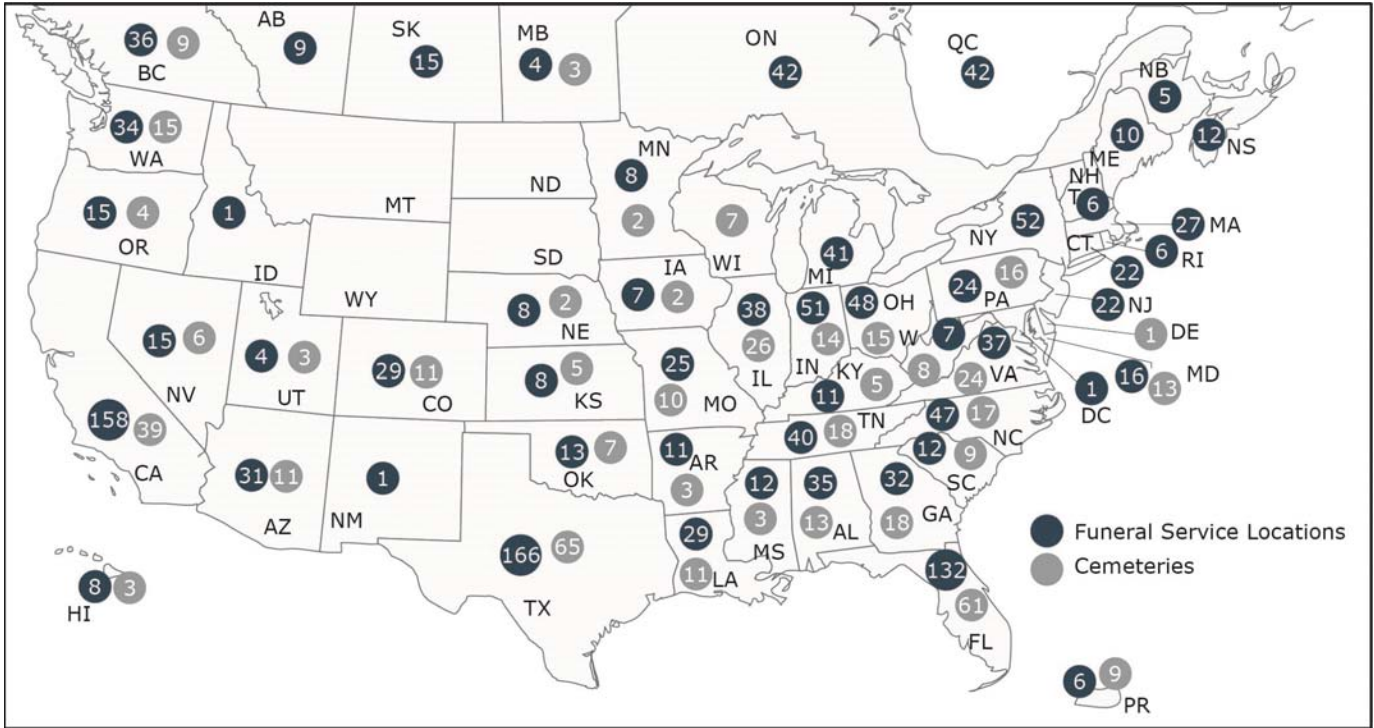 AB
SK
MB
ON
QC
36
9
BC
9
15
4
3
42
42
NB
5
34
15
WA
MN
8
10
ME
12
NS
15
4
OR
1
ID
MT
ND
2
7
WI
NH
T
6
NY
52
27
MA
SD
41
MI
CT
22
6
RI
WY
8
2
NE
IA
7
2
38
26
IL
51
14
IN
48
OH
15
24
16
PA
22
NJ
1
DE
15
6
NV
4
3
UT
29
11
CO
8
5
KS
25
10
MO
KY
11
5
W
7
8
37
24
VA
16
13
MD
1
DC
158
39
CA
31
11
AZ
1
NM
13
7
OK
11
AR
3
40
18
TN
47
17
NC
12
9
SC
166
65
TX
29
11
LA
12
3
MS
35
13
AL
32
18
GA
Funeral Service Locations
Cemeteries
132
61
FL
8
3
HI
6
9
PR